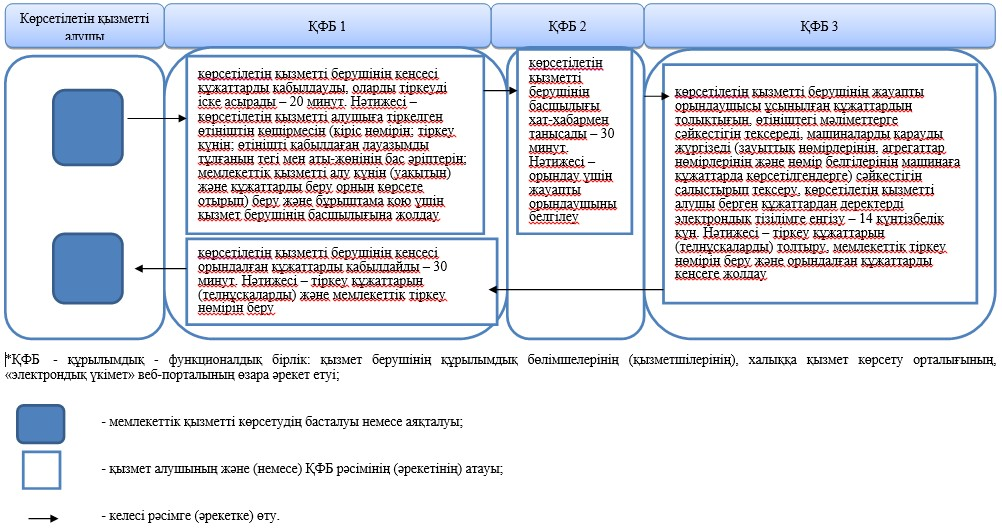 Көрсетілетін қызметті
алушы
ҚФБ 1
ҚФБ 2
ҚФБ 3
көрсетілетін қызметті берушінің кеңсесі
құжаттарды қабылдауды, оларды тіркеуді
іске асырады – 20 минут. Нәтижесі –
көрсетілетін қызметті алушыға тіркелген
өтініштің көшірмесін (кіріс нөмірін; тіркеу
күнін; өтінішті қабылдаған лауазымды
тұлғаның тегі мен аты-жөнінің бас әріптерін;
мемлекеттік қызметті алу күнін (уақытын)
және құжаттарды беру орнын көрсете
отырып) беру және бұрыштама қою үшін
қызмет берушінің басшылығына жолдау.
көрсетілетін
қызметті
берушінің
басшылығы
хат-хабармен
танысады – 30
минут.
Нәтижесі –
орындау үшін
жауапты
орындаушыны
белгілеу
көрсетілетін қызметті берушінің жауапты
орындаушысы ұсынылған құжаттардың
толықтығын, өтініштегі мәліметтерге
сәйкестігін тексереді, машиналарды қарауды
жүргізеді (зауыттық нөмірлерінің, агрегаттар
нөмірлерінің және нөмір белгілерінің машинаға
құжаттарда көрсетілгендерге) сәйкестігін
салыстырып тексеру, көрсетілетін қызметті
алушы берген құжаттардан деректерді
электрондық тізілімге енгізу – 14 күнтізбелік
күн. Нәтижесі – тіркеу құжаттарын
(телнұсқаларды) толтыру, мемлекеттік тіркеу
нөмірін беру және орындалған құжаттарды
кеңсеге жолдау
көрсетілетін қызметті берушінің кеңсесі
орындалған құжаттарды қабылдайды – 30
минут. Нәтижесі – тіркеу құжаттарын
(телнұсқаларды) және мемлекеттік тіркеу
нөмірін беру
*ҚФБ - құрылымдық - функционалдық бірлік: қызмет берушінің құрылымдық бөлімшелерінің (қызметшілерінің), халыққа қызмет көрсету орталығының,
«электрондық үкімет» веб-порталының өзара әрекет етуі;
- мемлекеттік қызметті көрсетудің басталуы немесе аяқталуы;
- қызмет алушының және (немесе) ҚФБ рәсімінің (әрекетінің) атауы;
- келесі рәсімге (әрекетке) өту.